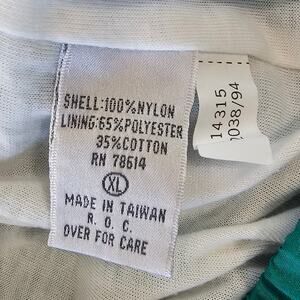 SHELL:100%NYLON
LINING:65%POLYESTER
35%COTTON
RN 78614
XL
MADE IN TAIWAN
R. O. C.
OVER FOR CARE
14315
2038/94